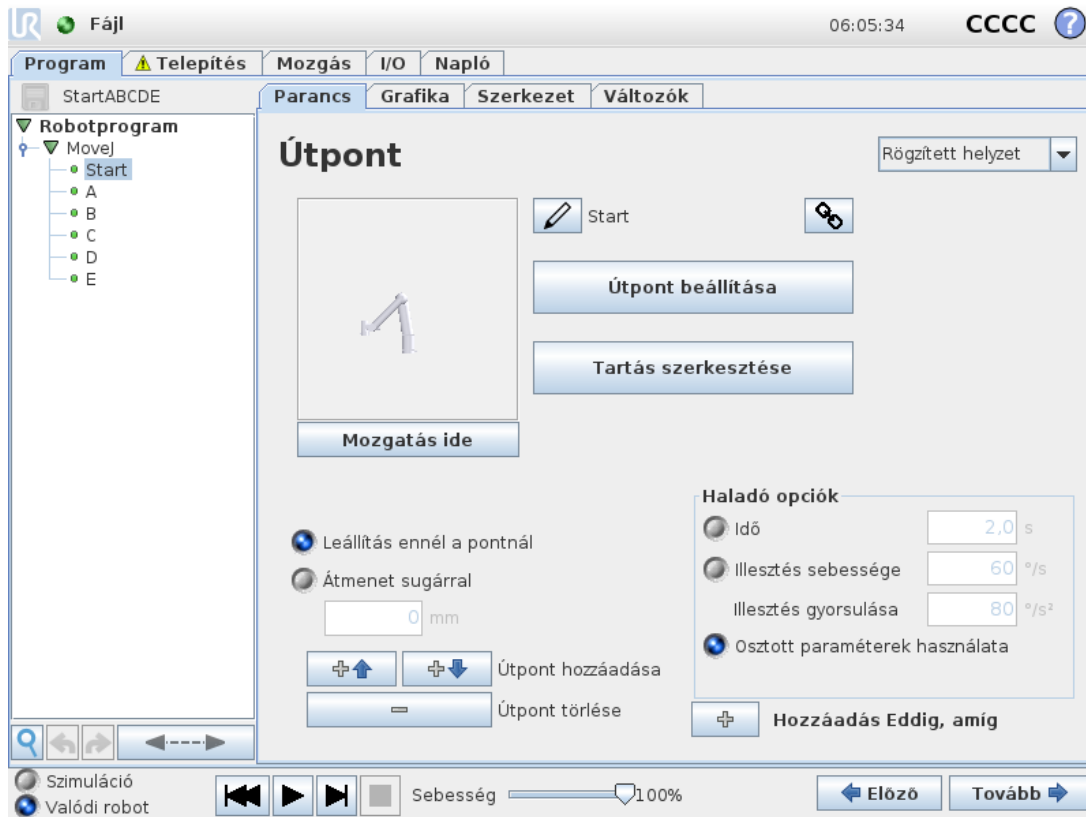 UR Fájl 06:05:34 CCCC ?
Program Telepítés Mozgás I/O Napló
StartABCDE
Parancs Grafika Szerkezet Változók
Robotprogram
MoveJ
Start
A
B
C
D
E
Útpont
Rögzített helyzet
Start
Útpont beállítása
Tartás szerkesztése
Mozgatás ide
Leállítás ennél a pontnál
Átmenet sugárral
0 mm
Útpont hozzáadása
Útpont törlése
Haladó opciók
Idő 2,0 s
Illesztés sebessége 60 °/s
Illesztés gyorsulása 80 °/s²
Osztott paraméterek használata
Hozzáadás Eddig, amíg
Szimuláció
Valódi robot
Sebesség 100%
Előző
Tovább